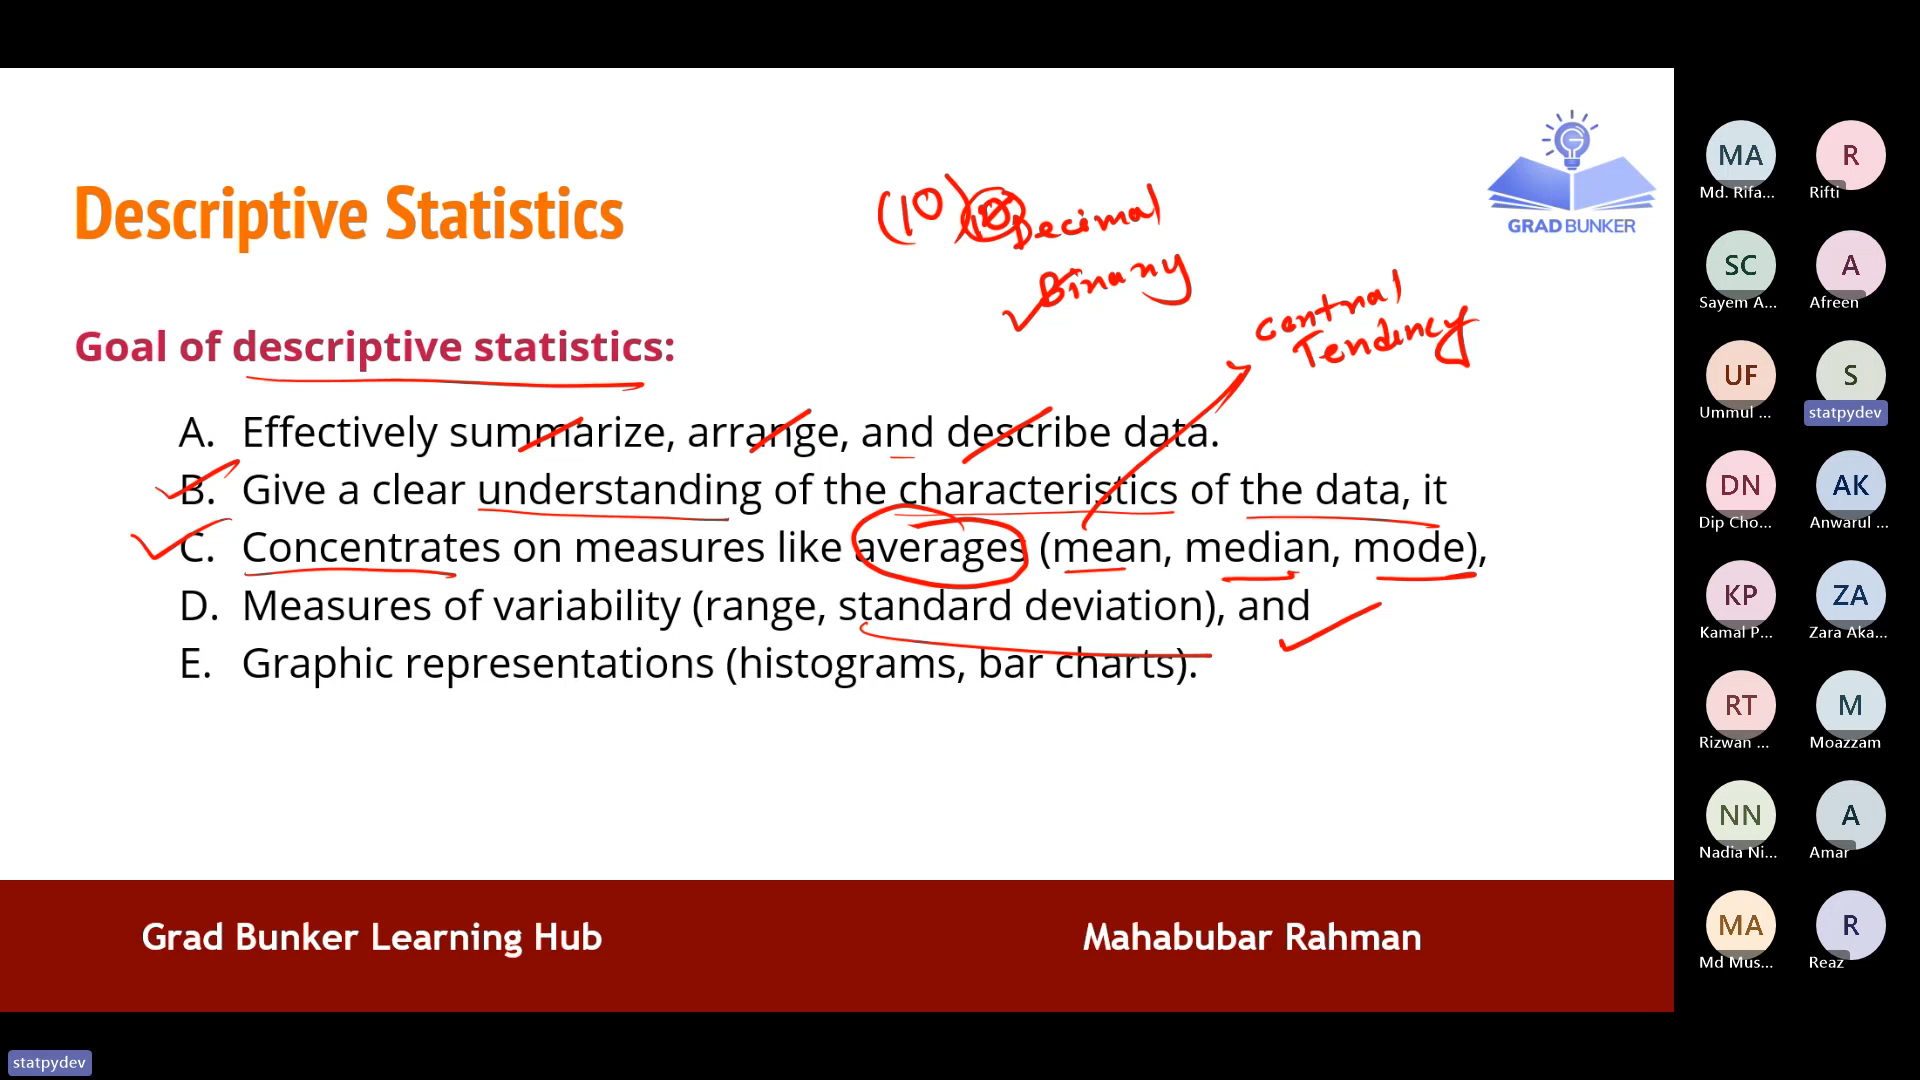 Descriptive Statistics
(10)10 Decimal
Binany
GRAD BUNKER
Central
Tendency
Goal of descriptive statistics:
A. Effectively summarize, arrange, and describe data.
B. Give a clear understanding of the characteristics of the data, it
C. Concentrates on measures like averages (mean, median, mode),
D. Measures of variability (range, standard deviation), and
E. Graphic representations (histograms, bar charts).
Grad Bunker Learning Hub
Mahabubar Rahman
MA
R
Md. Rifa...
Rifti
SC
A
Sayem A...
Afreen
UF
S
Ummul ...
statpydev
DN
AK
Dip Cho...
Anwarul ...
KP
ZA
Kamal P...
Zara Aka...
RT
M
Rizwan ...
Moazzam
NN
A
Nadia Ni...
Amar
MA
R
Md Mus...
Reaz
statpydev